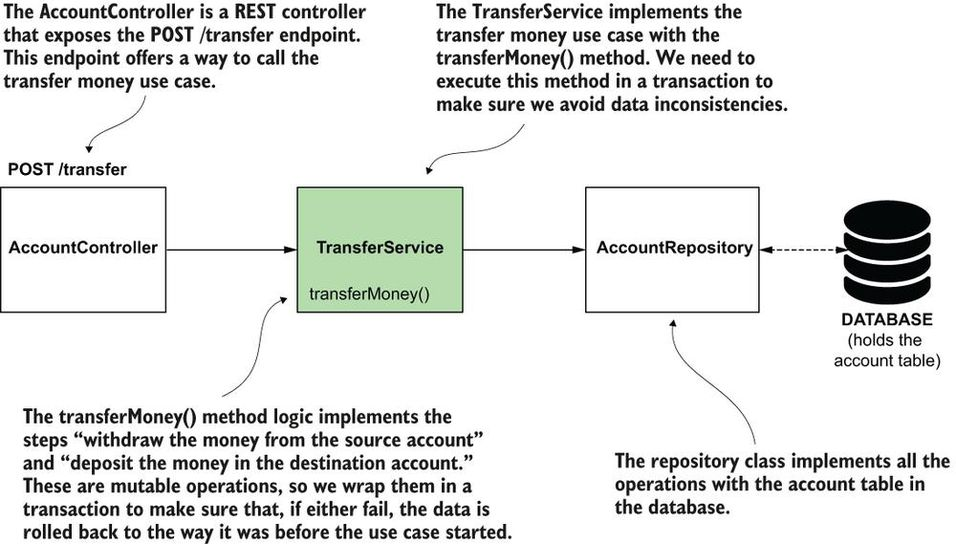 The AccountController is a REST controller
that exposes the POST /transfer endpoint.
This endpoint offers a way to call the
transfer money use case.
The TransferService implements the
transfer money use case with the
transferMoney() method. We need to
execute this method in a transaction to
make sure we avoid data inconsistencies.
POST /transfer
AccountController
TransferService
transferMoney()
AccountRepository
DATABASE
(holds the
account table)
The transferMoney() method logic implements the
steps “withdraw the money from the source account”
and “deposit the money in the destination account.”
These are mutable operations, so we wrap them in a
transaction to make sure that, if either fail, the data is
rolled back to the way it was before the use case started.
The repository class implements all the
operations with the account table in
the database.